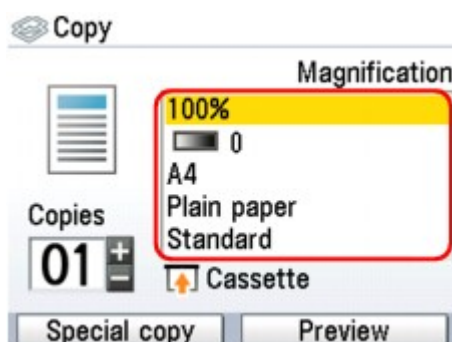 Copy
Magnification
100%
0
A4
Plain paper
Copies
Standard
01 + -
Cassette
Special copy Preview